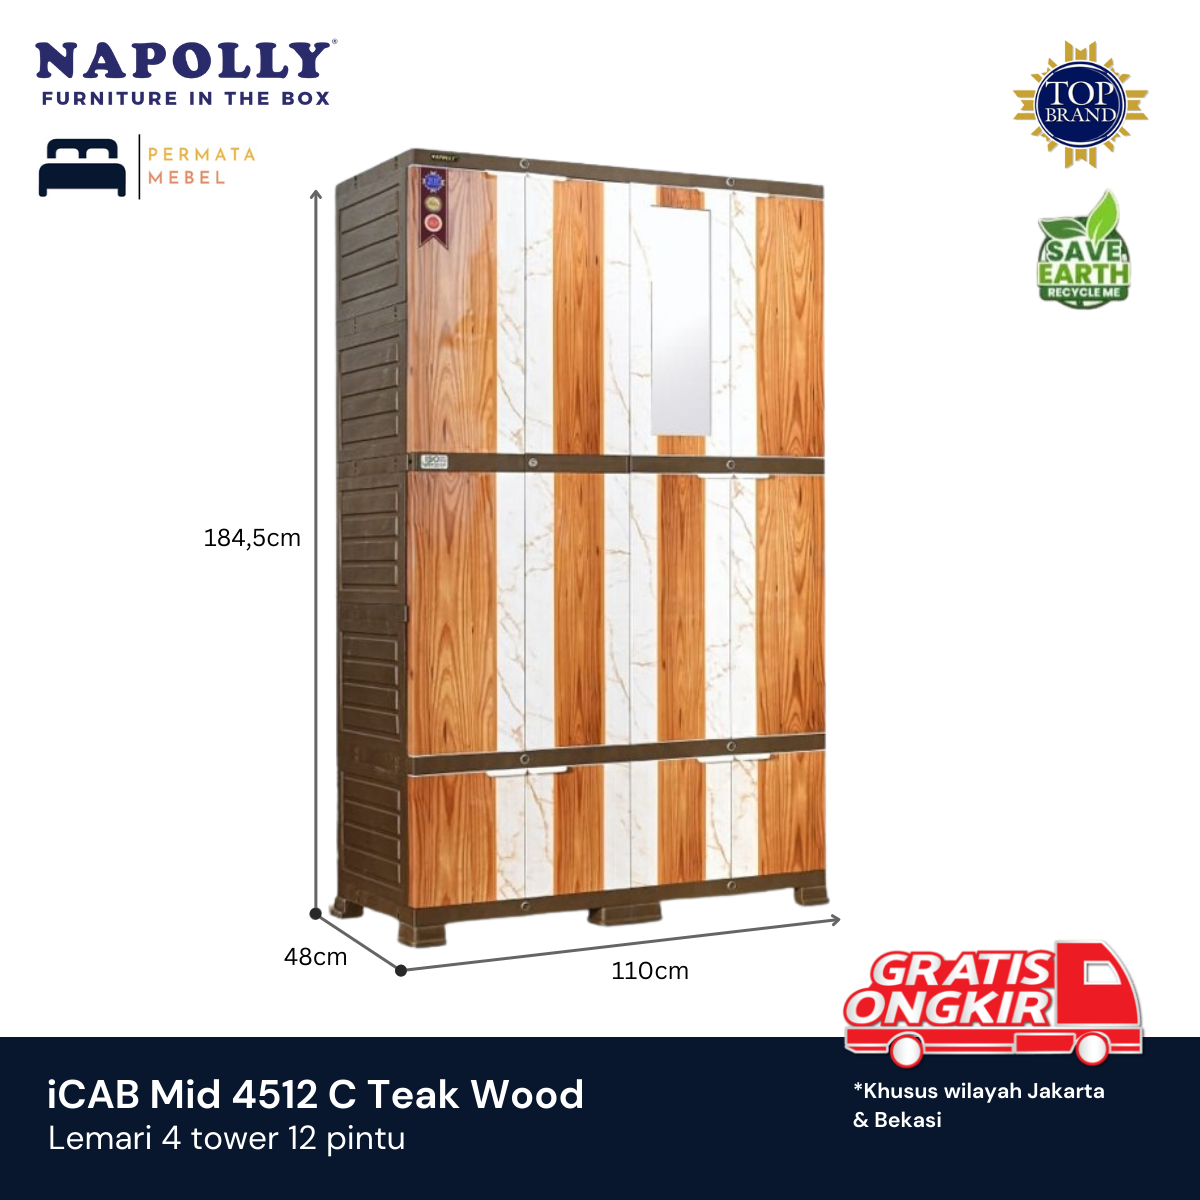 NAPOLLY
FURNITURE IN THE BOX
PERMATA
MEBEL
TOP
BRAND
SAVE
EARTH
RECYCLE ME
NAPOLLY
184,5cm
48cm
110cm
GRATIS
ONGKIR
iCAB Mid 4512 C Teak Wood
Lemari 4 tower 12 pintu
*Khusus wilayah Jakarta
& Bekasi